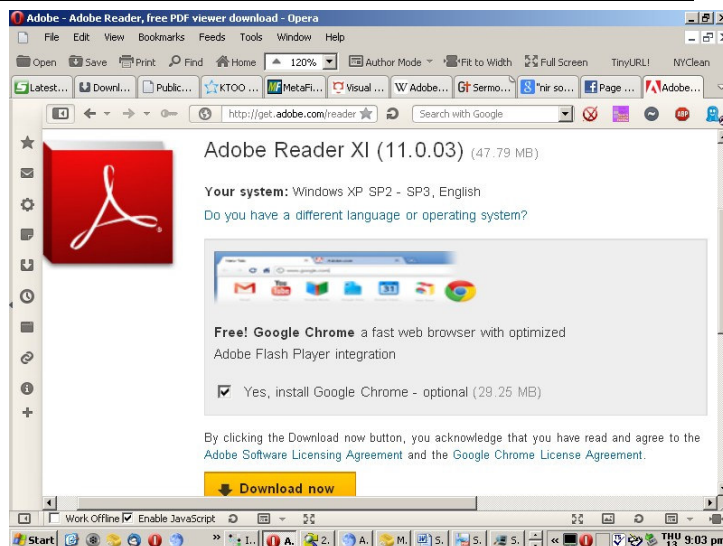 Adobe - Adobe Reader, free PDF viewer download - Opera
File Edit View Bookmarks Feeds Tools Window Help
Open Save Print Find Home 120% Author Mode Fit to Width Full Screen TinyURL! NYClean
Latest... Downl... Public... KTOO ... MetaFi... Visual ... Adobe... Sermo... "nir so... Page ... Adobe...
http://get.adobe.com/reader Search with Google ABP
Adobe Reader XI (11.0.03) (47.79 MB)
Your system: Windows XP SP2 - SP3, English
Do you have a different language or operating system?
Free! Google Chrome a fast web browser with optimized
Adobe Flash Player integration
Yes, install Google Chrome - optional (29.25 MB)
By clicking the Download now button, you acknowledge that you have read and agree to the
Adobe Software Licensing Agreement and the Google Chrome License Agreement.
Download now
Work Offline Enable JavaScript
Start I.. A. 2. A. M. 5. 5. 5. THU 13 9:03 pm